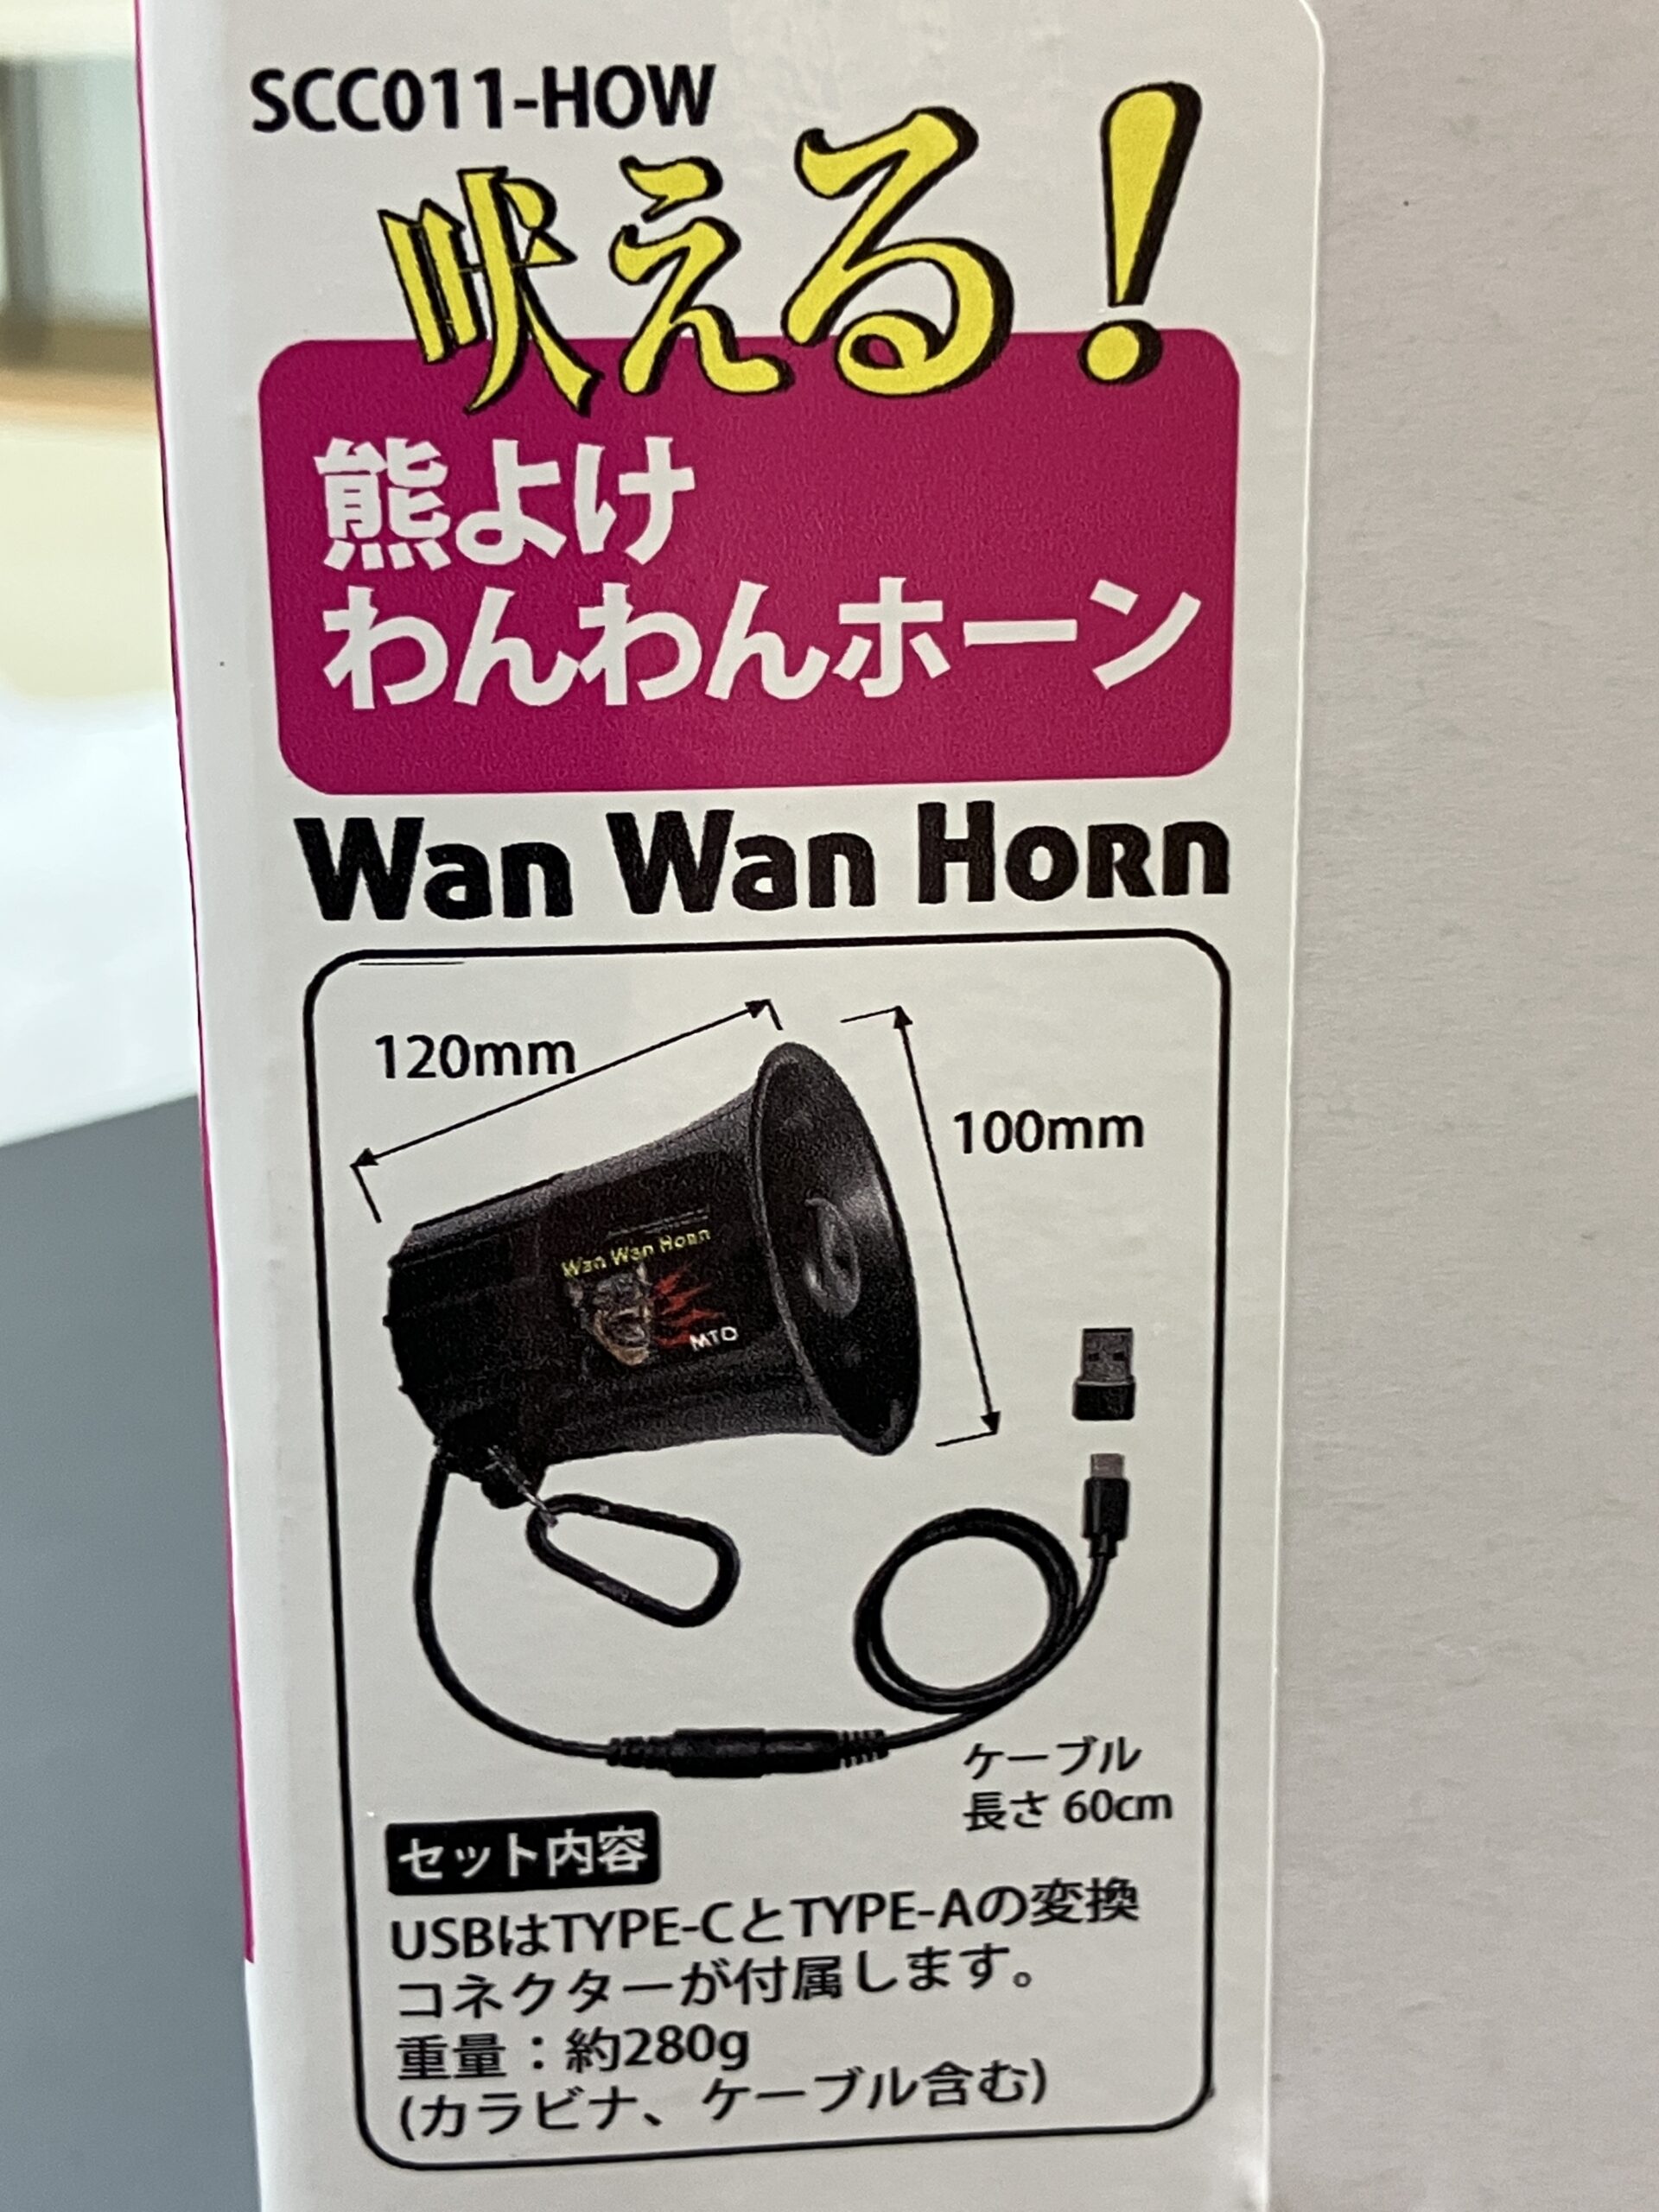 SCC011-HOW
吠える!
熊よけ
わんわんホーン
Wan Wan Horn
120mm
100mm
Wan Wan Horn
MTO
ケーブル
長さ 60cm
セット内容
USBはTYPE-CとTYPE-Aの変換
コネクターが付属します。
重量：約280g
(カラビナ、ケーブル含む)